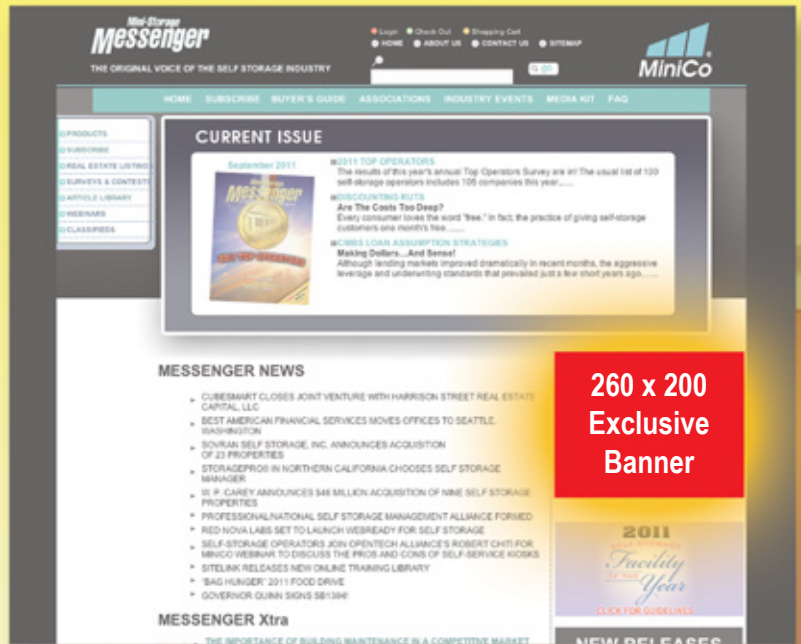 Mini-Storage
Messenger
THE ORIGINAL VOICE OF THE SELF STORAGE INDUSTRY
Login Check Out Shopping Cart
HOME ABOUT US CONTACT US SITEMAP
GO
MiniCo
HOME SUBSCRIBE BUYER'S GUIDE ASSOCIATIONS INDUSTRY EVENTS MEDIA KIT FAQ
PRODUCTS
SUBSCRIBE
REAL ESTATE LISTINGS
SURVEYS & CONTESTS
ARTICLE LIBRARY
WEBINARS
CLASSIFIEDS
CURRENT ISSUE
September 2011
Messenger
2011 TOP OPERATORS
2011 TOP OPERATORS
The results of this year's annual Top Operators Survey are in! The usual list of 100
self-storage operators includes 106 companies this year.......
DISCOUNTING RUTS
Are The Costs Too Deep?
Every consumer loves the word "free." In fact, the practice of giving self-storage
customers one month's free.........
CMBS LOAN ASSUMPTION STRATEGIES
Making Dollars...And Sense!
Although lending markets improved dramatically in recent months, the aggressive
leverage and underwriting standards that prevailed just a few short years ago.......
MESSENGER NEWS
CUBESMART CLOSES JOINT VENTURE WITH HARRISON STREET REAL ESTATE
CAPITAL, LLC
BEST AMERICAN FINANCIAL SERVICES MOVES OFFICES TO SEATTLE,
WASHINGTON
SOVRAN SELF STORAGE, INC. ANNOUNCES ACQUISITION
OF 23 PROPERTIES
STORAGEPRO® IN NORTHERN CALIFORNIA CHOOSES SELF STORAGE
MANAGER
W. P. CAREY ANNOUNCES $46 MILLION ACQUISITION OF NINE SELF STORAGE
PROPERTIES
PROFESSIONAL/NATIONAL SELF STORAGE MANAGEMENT ALLIANCE FORMED
RED NOVA LABS SET TO LAUNCH WEBREADY FOR SELF STORAGE
SELF-STORAGE OPERATORS JOIN OPENTECH ALLIANCE'S ROBERT CHITI FOR
MINICO WEBINAR TO DISCUSS THE PROS AND CONS OF SELF-SERVICE KIOSKS
SITELINK RELEASES NEW ONLINE TRAINING LIBRARY
"BAG HUNGER" 2011 FOOD DRIVE
GOVERNOR QUINN SIGNS SB1394!
MESSENGER Xtra
THE IMPORTANCE OF BUILDING MAINTENANCE IN A COMPETITIVE MARKET
260 x 200
Exclusive
Banner
2011
SELF STORAGE
Facility
OF THE
Year
CLICK FOR GUIDELINES
NEW RELEASES